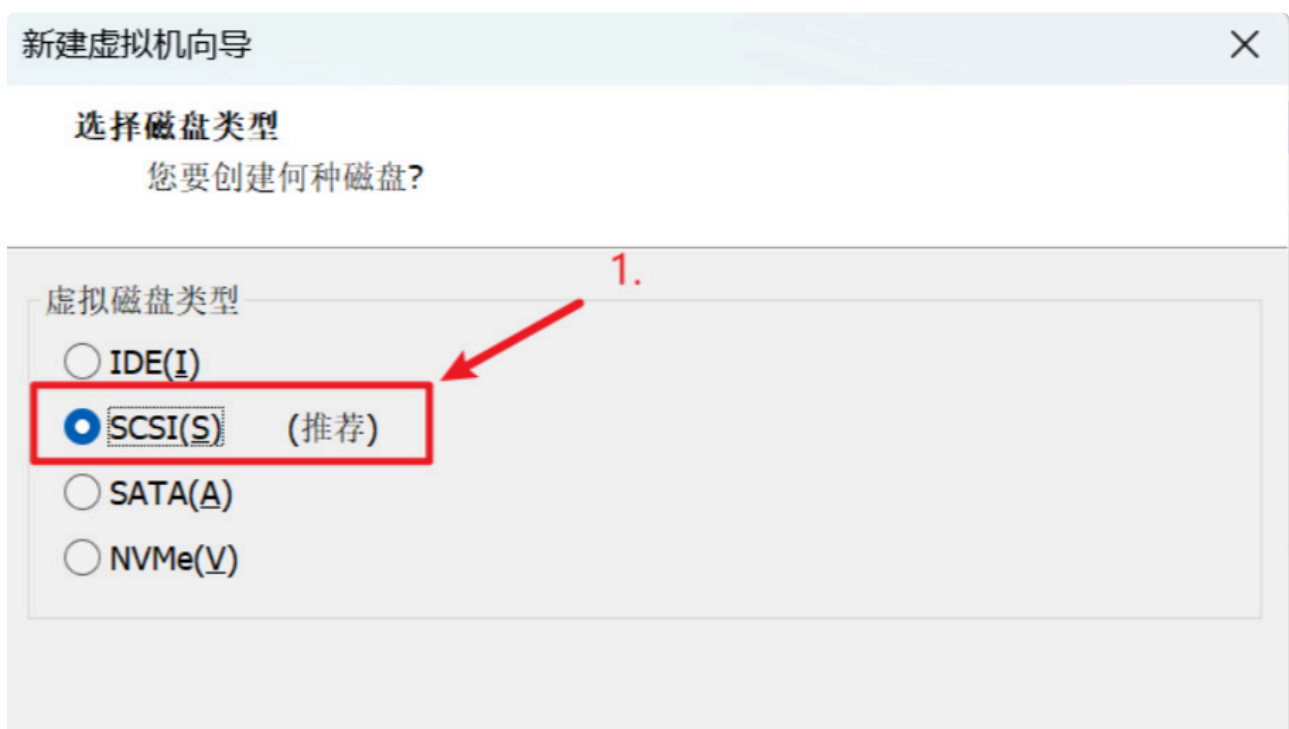 新建虚拟机向导
选择磁盘类型
您要创建何种磁盘?
1.
虚拟磁盘类型
IDE(I)
SCSI(S) (推荐)
SATA(A)
NVMe(V)